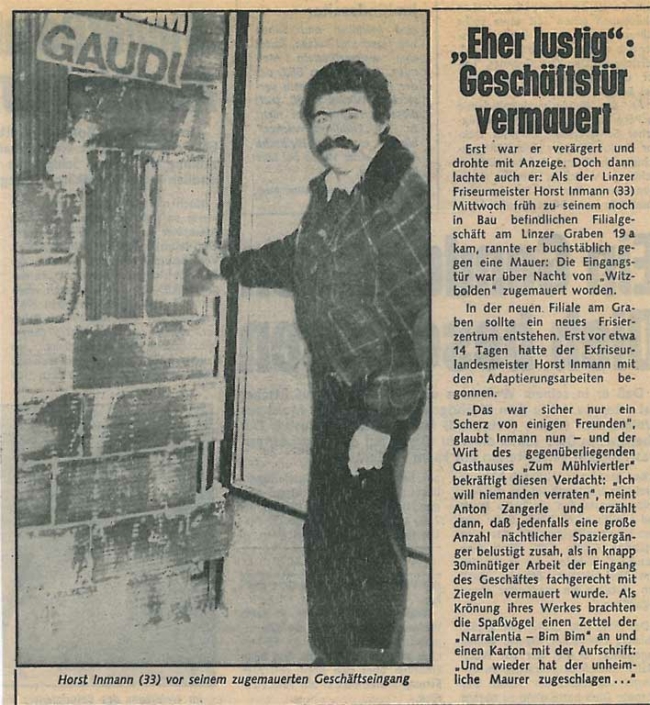 GAUDI
„Eher lustig“:
Geschäftstür
vermauert
Erst war er verärgert und
drohte mit Anzeige. Doch dann
lachte auch er: Als der Linzer
Friseurmeister Horst Inmann (33)
Mittwoch früh zu seinem noch
in Bau befindlichen Filialge-
schäft am Linzer Graben 19 a
kam, rannte er buchstäblich ge-
gen eine Mauer: Die Eingangs-
tür war über Nacht von „Witz-
bolden“ zugemauert worden.
In der neuen Filiale am Gra-
ben sollte ein neues Frisier-
zentrum entstehen. Erst vor etwa
14 Tagen hatte der Exfriseur-
landesmeister Horst Inmann mit
den Adaptierungsarbeiten be-
gonnen.
„Das war sicher nur ein
Scherz von einigen Freunden“,
glaubt Inmann nun – und der
Wirt des gegenüberliegenden
Gasthauses „Zum Mühlviertler“
bekräftigt diesen Verdacht: „Ich
will niemanden verraten“, meint
Anton Zangerle und erzählt
dann, daß jedenfalls eine große
Anzahl nächtlicher Spaziergän-
ger belustigt zusah, als in knapp
30minütiger Arbeit der Eingang
des Geschäftes fachgerecht mit
Ziegeln vermauert wurde. Als
Krönung ihres Werkes brachten
die Spaßvögel einen Zettel der
„Narralentia – Bim Bim“ an und
einen Karton mit der Aufschrift:
„Und wieder hat der unheim-
liche Maurer zugeschlagen . . .“
Horst Inmann (33) vor seinem zugemauerten Geschäftseingang